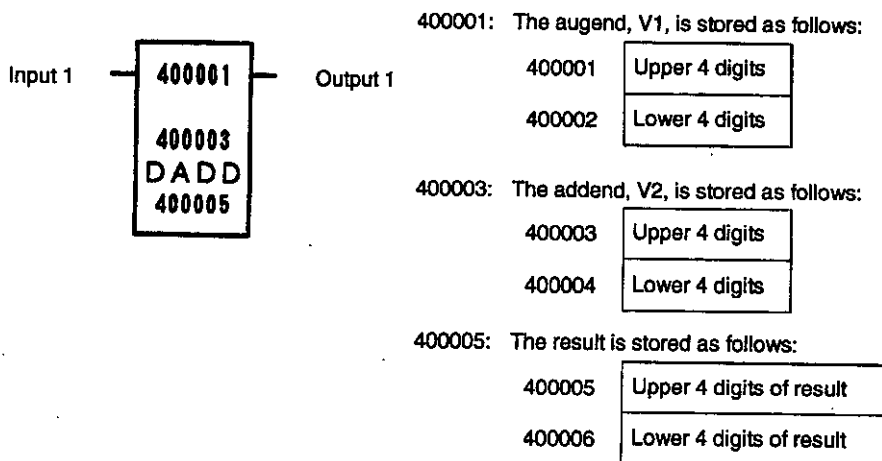 Input 1
400001
Output 1
400003
DADD
400005
400001: The augend, V1, is stored as follows:
400001 Upper 4 digits
400002 Lower 4 digits
400003: The addend, V2, is stored as follows:
400003 Upper 4 digits
400004 Lower 4 digits
400005: The result is stored as follows:
400005 Upper 4 digits of result
400006 Lower 4 digits of result